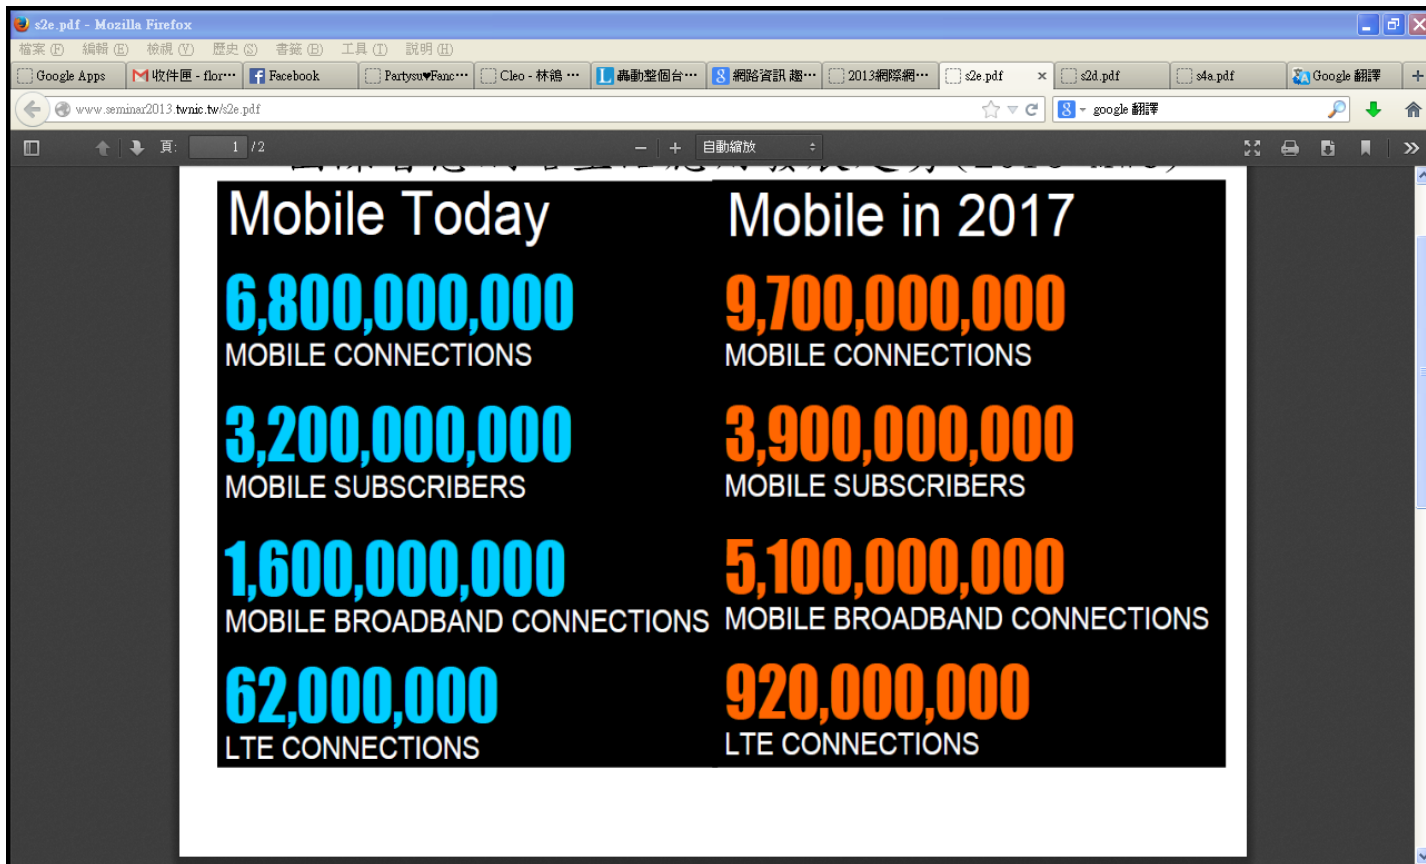 s2e.pdf - Mozilla Firefox
檔案(F) 編輯(E) 檢視(V) 歷史(S) 書籤(B) 工具(T) 說明(H)
Google Apps 收件匣 - flor… Facebook Partysu♥Fanc… Cleo - 林鴒 … 轟動整個台… 網路資訊 趨… 2013網際網… s2e.pdf × s2d.pdf s4a.pdf Google 翻譯 +
www.seminar2013.twnic.tw/s2e.pdf google 翻譯
頁: 1 /2 − + 自動縮放
Mobile Today
6,800,000,000
MOBILE CONNECTIONS
3,200,000,000
MOBILE SUBSCRIBERS
1,600,000,000
MOBILE BROADBAND CONNECTIONS
62,000,000
LTE CONNECTIONS
Mobile in 2017
9,700,000,000
MOBILE CONNECTIONS
3,900,000,000
MOBILE SUBSCRIBERS
5,100,000,000
MOBILE BROADBAND CONNECTIONS
920,000,000
LTE CONNECTIONS